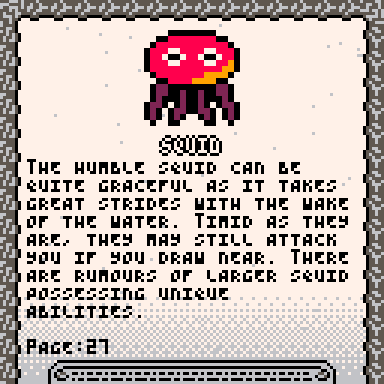 SQUID
THE HUMBLE SQUID CAN BE
QUITE GRACEFUL AS IT TAKES
GREAT STRIDES WITH THE WAKE
OF THE WATER. TIMID AS THEY
ARE, THEY MAY STILL ATTACK
YOU IF YOU DRAW NEAR. THERE
ARE RUMOURS OF LARGER SQUID
POSSESSING UNIQUE
ABILITIES.
PAGE:27